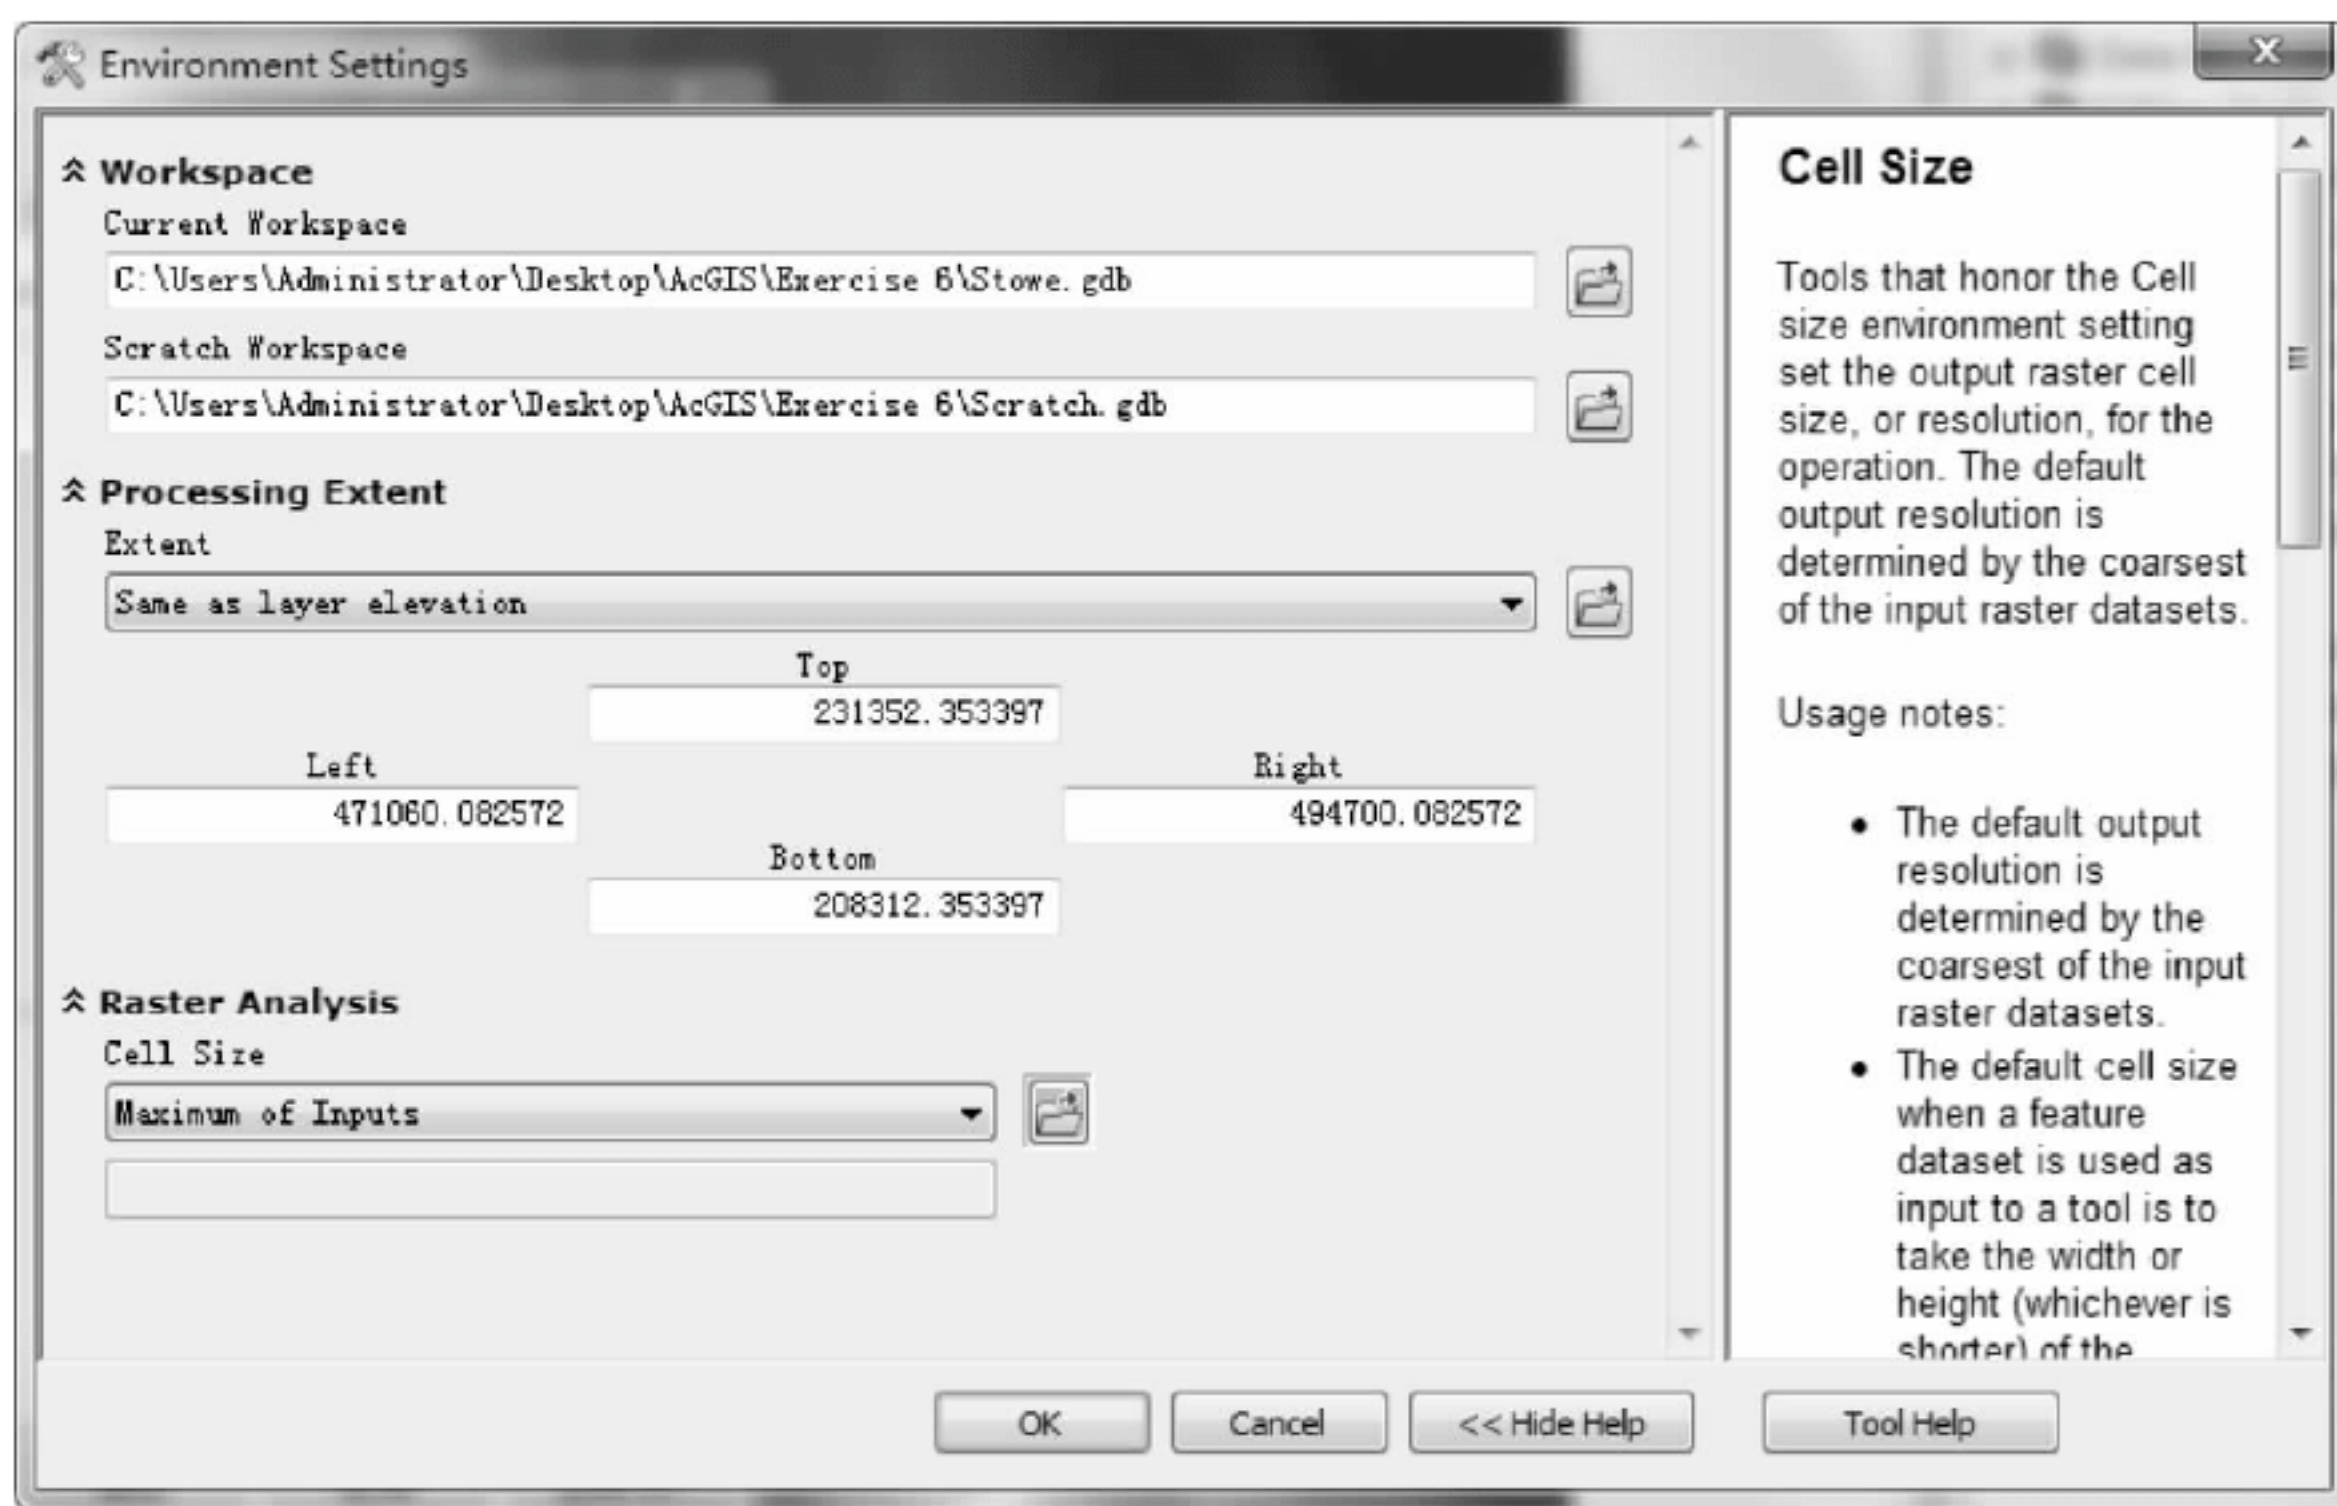 Environment Settings
Workspace
Current Workspace
C:\Users\Administrator\Desktop\AcGIS\Exercise 6\Stowe.gdb
Scratch Workspace
C:\Users\Administrator\Desktop\AcGIS\Exercise 6\Scratch.gdb
Processing Extent
Extent
Same as layer elevation
Top
231352.353397
Left
Right
471060.082572
494700.082572
Bottom
208312.353397
Raster Analysis
Cell Size
Maximum of Inputs
OK
Cancel
<< Hide Help
Tool Help
Cell Size
Tools that honor the Cell
size environment setting
set the output raster cell
size, or resolution, for the
operation. The default
output resolution is
determined by the coarsest
of the input raster datasets.
Usage notes:
• The default output
resolution is
determined by the
coarsest of the input
raster datasets.
• The default cell size
when a feature
dataset is used as
input to a tool is to
take the width or
height (whichever is
shorter) of the